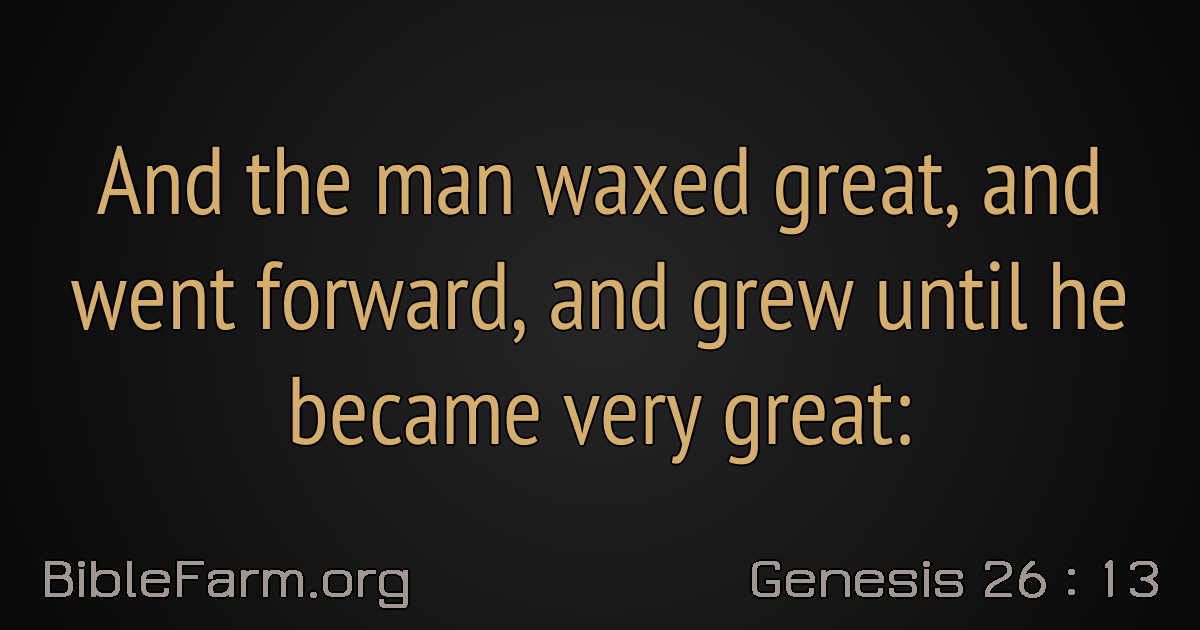 And the man waxed great, and
went forward, and grew until he
became very great:
BibleFarm.org
Genesis 26 : 13